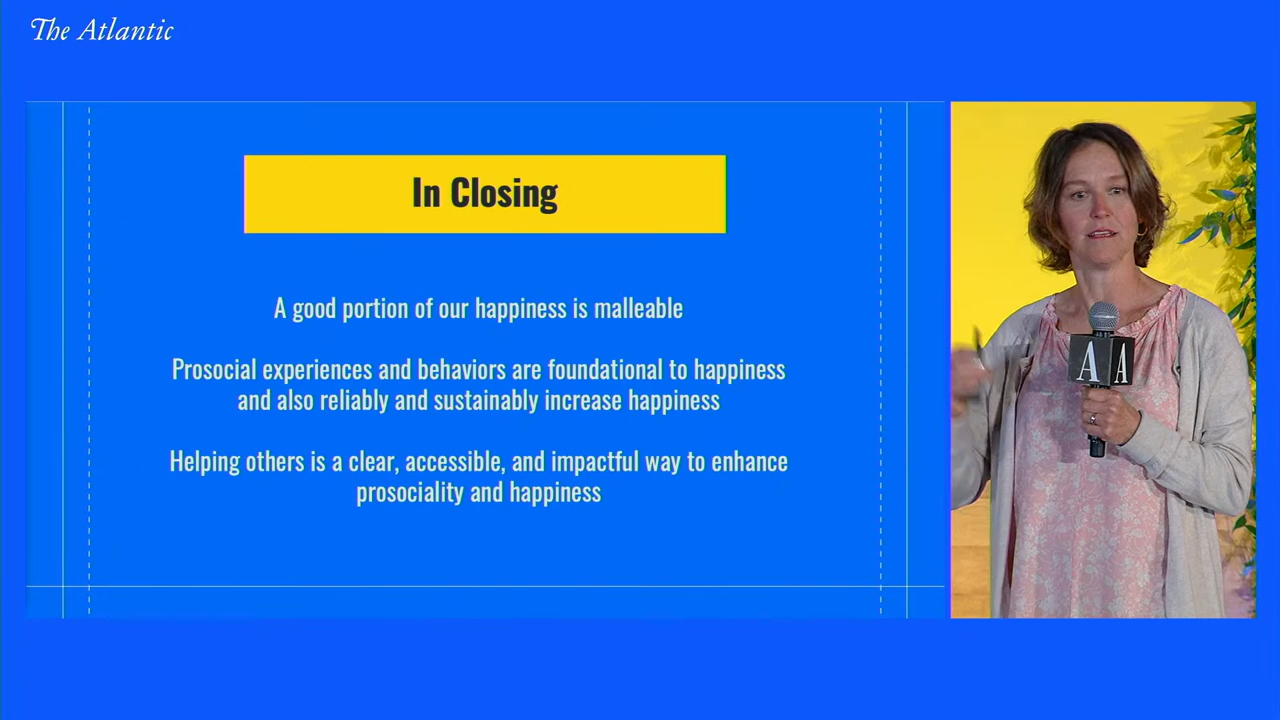 The Atlantic
In Closing
A good portion of our happiness is malleable
Prosocial experiences and behaviors are foundational to happiness
and also reliably and sustainably increase happiness
Helping others is a clear, accessible, and impactful way to enhance
prosociality and happiness
A A